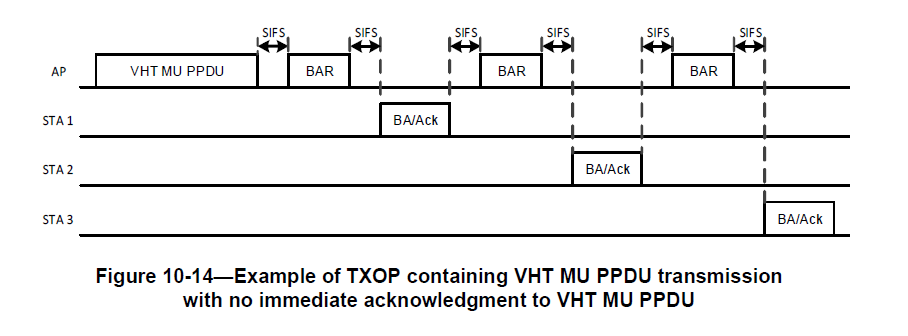 SIFS SIFS SIFS SIFS SIFS SIFS
AP VHT MU PPDU BAR BAR BAR
STA 1 BA/Ack
STA 2 BA/Ack
STA 3 BA/Ack
Figure 10-14—Example of TXOP containing VHT MU PPDU transmission
with no immediate acknowledgment to VHT MU PPDU